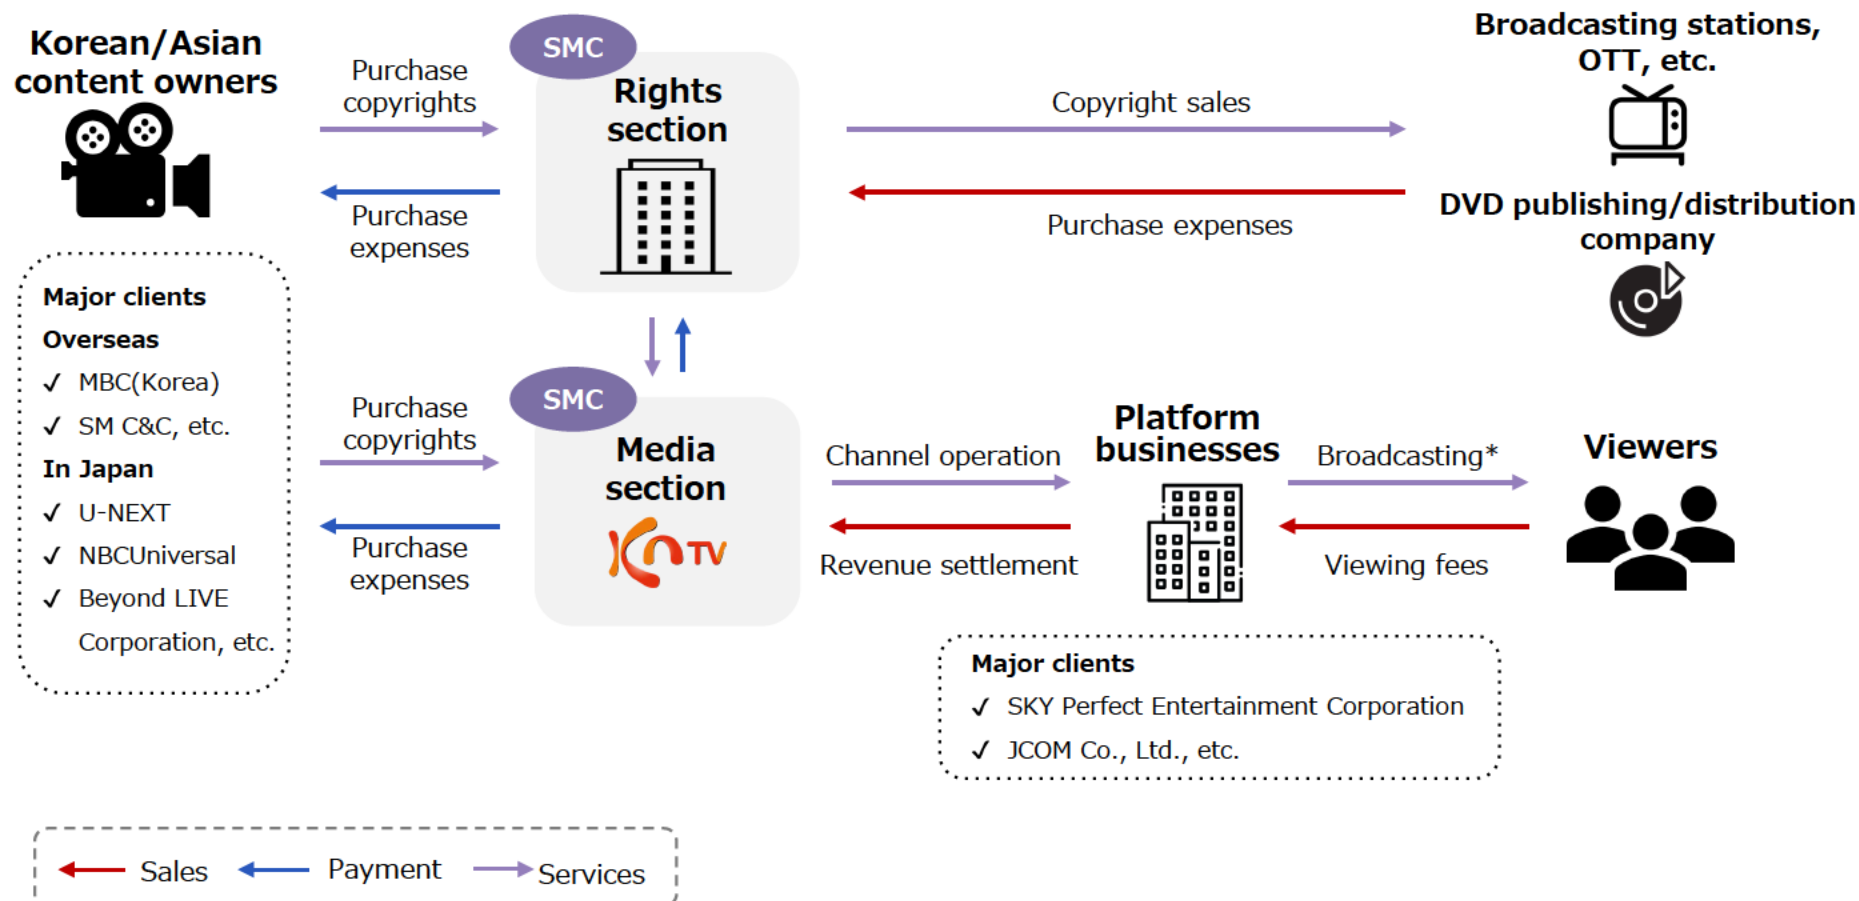 Korean/Asian
content owners
Purchase
copyrights
Purchase
expenses
SMC
Rights
section
Copyright sales
Purchase expenses
Broadcasting stations,
OTT, etc.
DVD publishing/distribution
company
Major clients
Overseas
✓ MBC(Korea)
✓ SM C&C, etc.
In Japan
✓ U-NEXT
✓ NBCUniversal
✓ Beyond LIVE
Corporation, etc.
Purchase
copyrights
Purchase
expenses
SMC
Media
section
KnTV
Channel operation
Revenue settlement
Platform
businesses
Broadcasting*
Viewing fees
Viewers
Major clients
✓ SKY Perfect Entertainment Corporation
✓ JCOM Co., Ltd., etc.
Sales
Payment
Services